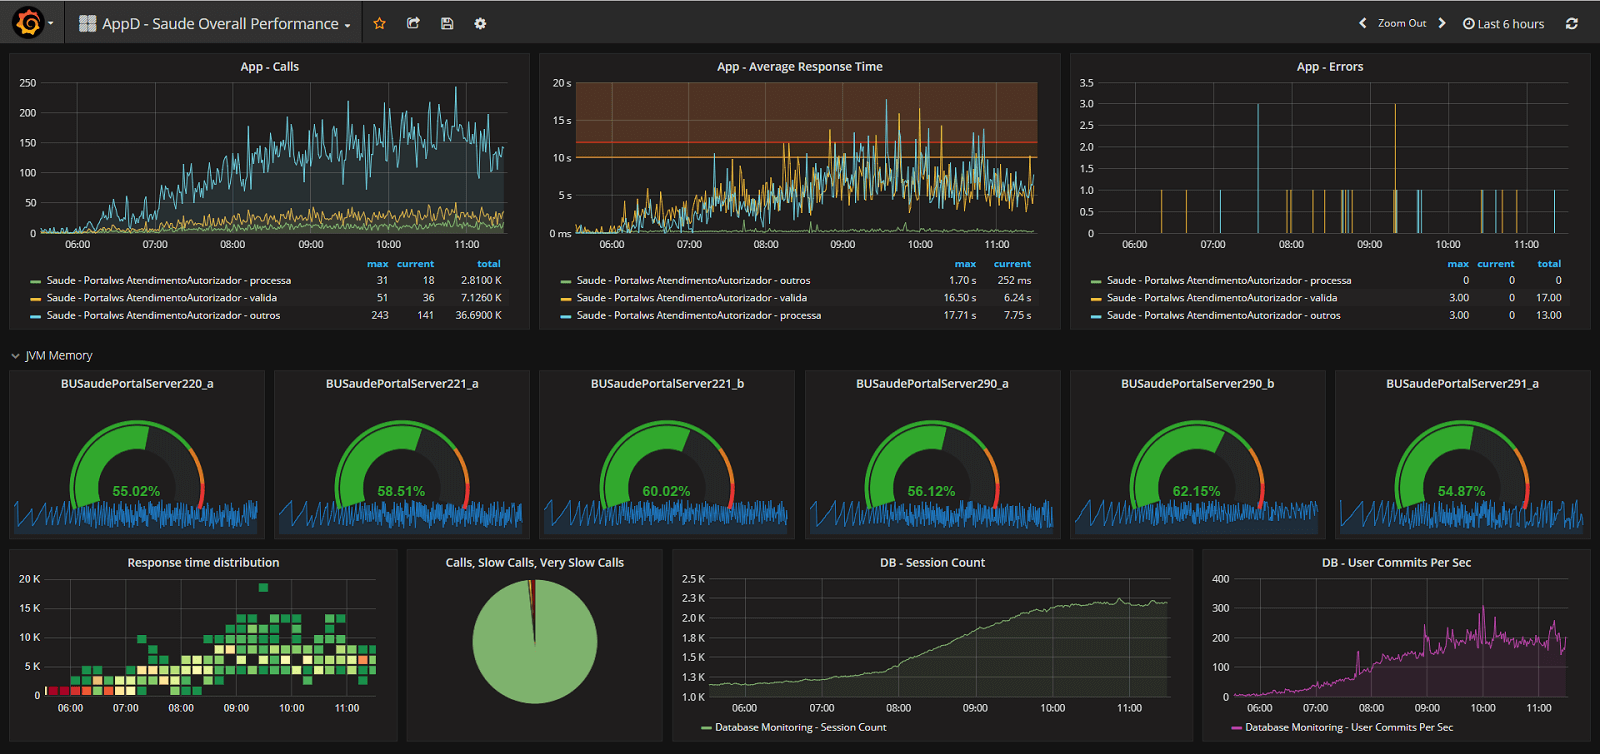 AppD - Saude Overall Performance
Zoom Out
Last 6 hours
App - Calls
250
200
150
100
50
0
06:00 07:00 08:00 09:00 10:00 11:00
max current total
Saude - Portalws AtendimentoAutorizador - processa 31 18 2.8100 K
Saude - Portalws AtendimentoAutorizador - valida 51 36 7.1260 K
Saude - Portalws AtendimentoAutorizador - outros 243 141 36.6900 K
App - Average Response Time
20 s
15 s
10 s
5 s
0 ms
06:00 07:00 08:00 09:00 10:00 11:00
max current
Saude - Portalws AtendimentoAutorizador - outros 1.70 s 252 ms
Saude - Portalws AtendimentoAutorizador - valida 16.50 s 6.24 s
Saude - Portalws AtendimentoAutorizador - processa 17.71 s 7.75 s
App - Errors
3.5
3.0
2.5
2.0
1.5
1.0
0.5
0
06:00 07:00 08:00 09:00 10:00 11:00
max current total
Saude - Portalws AtendimentoAutorizador - processa 0 0 0
Saude - Portalws AtendimentoAutorizador - valida 3.00 0 17.00
Saude - Portalws AtendimentoAutorizador - outros 3.00 0 13.00
JVM Memory
BUSaudePortalServer220_a
55.02%
BUSaudePortalServer221_a
58.51%
BUSaudePortalServer221_b
60.02%
BUSaudePortalServer290_a
56.12%
BUSaudePortalServer290_b
62.15%
BUSaudePortalServer291_a
54.87%
Response time distribution
20 K
15 K
10 K
5 K
0
06:00 07:00 08:00 09:00 10:00 11:00
Calls, Slow Calls, Very Slow Calls
DB - Session Count
2.5 K
2.3 K
2.0 K
1.8 K
1.5 K
1.3 K
1.0 K
06:00 07:00 08:00 09:00 10:00 11:00
Database Monitoring - Session Count
DB - User Commits Per Sec
400
300
200
100
0
06:00 07:00 08:00 09:00 10:00 11:00
Database Monitoring - User Commits Per Sec